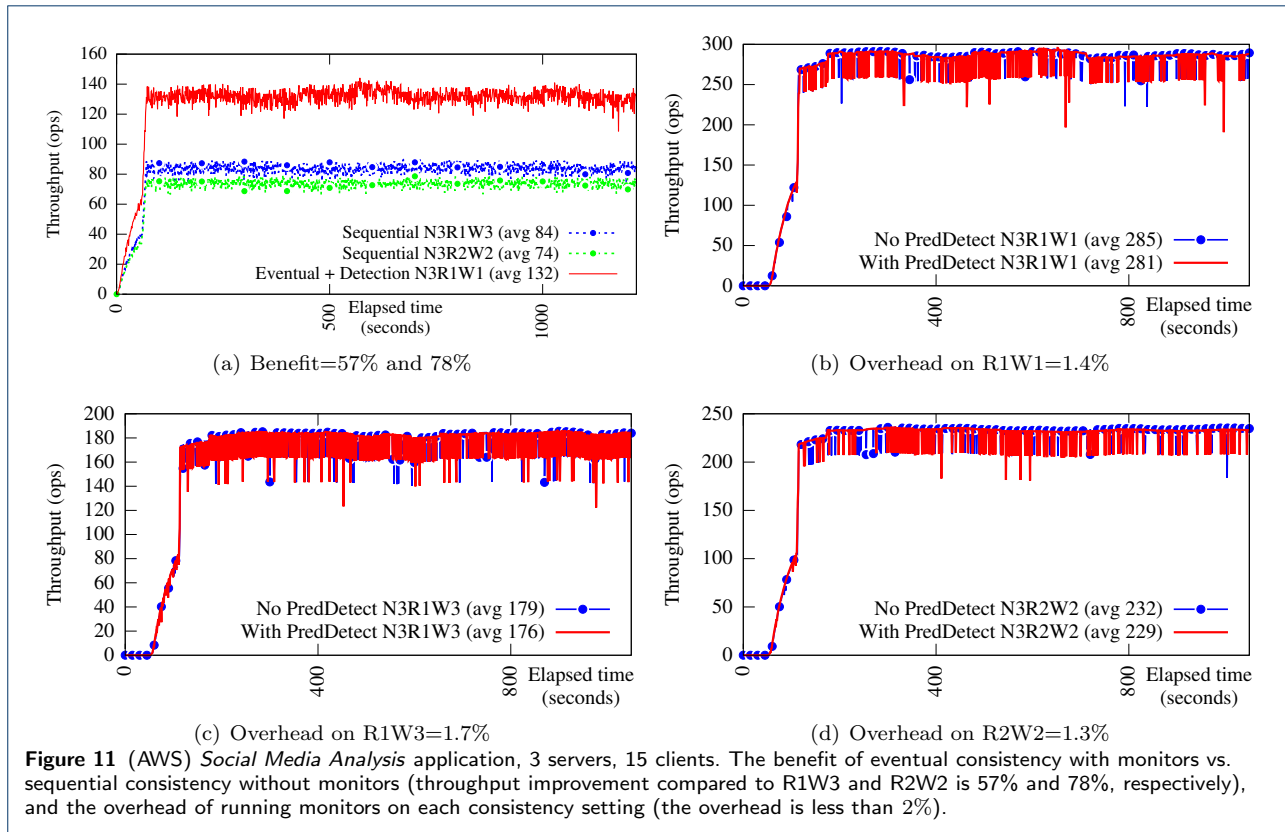 160
140
120
100
80
60
40
20
0
Throughput (ops)
Sequential N3R1W3 (avg 84)
Sequential N3R2W2 (avg 74)
Eventual + Detection N3R1W1 (avg 132)
0
500
1000
Elapsed time
(seconds)
(a) Benefit=57% and 78%
300
250
200
150
100
50
0
Throughput (ops)
No PredDetect N3R1W1 (avg 285)
With PredDetect N3R1W1 (avg 281)
0
400
800
Elapsed time
(seconds)
(b) Overhead on R1W1=1.4%
200
180
160
140
120
100
80
60
40
20
0
Throughput (ops)
No PredDetect N3R1W3 (avg 179)
With PredDetect N3R1W3 (avg 176)
0
400
800
Elapsed time
(seconds)
(c) Overhead on R1W3=1.7%
250
200
150
100
50
0
Throughput (ops)
No PredDetect N3R2W2 (avg 232)
With PredDetect N3R2W2 (avg 229)
0
400
800
Elapsed time
(seconds)
(d) Overhead on R2W2=1.3%
Figure 11 (AWS) Social Media Analysis application, 3 servers, 15 clients. The benefit of eventual consistency with monitors vs.
sequential consistency without monitors (throughput improvement compared to R1W3 and R2W2 is 57% and 78%, respectively),
and the overhead of running monitors on each consistency setting (the overhead is less than 2%).